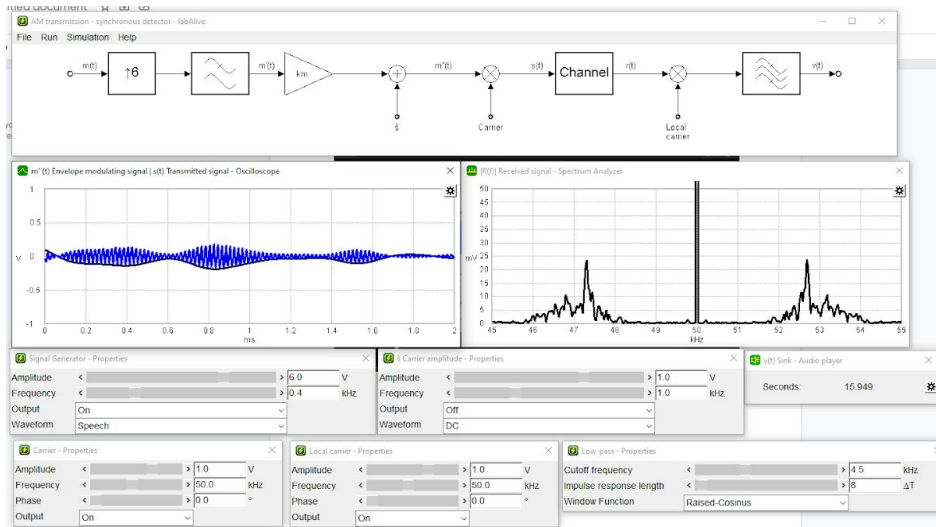 AM transmission - synchronous detector - labAlive
File Run Simulation Help
m(t) ↑6 m'(t) km m''(t) s(t) Channel r(t) v(t)
ŝ Carrier Local
carrier
m''(t) Envelope modulating signal | s(t) Transmitted signal - Oscilloscope
1
0.5
V 0
-0.5
-1
0 0.2 0.4 0.6 0.8 1 1.2 1.4 1.6 1.8 2
ms
|R(f)| Received signal - Spectrum Analyzer
50
45
40
35
30
mV 25
20
15
10
5
0
45 46 47 48 49 50 51 52 53 54 55
kHz
Signal Generator - Properties
Amplitude < > 6.0 V
Frequency < > 0.4 kHz
Output On
Waveform Speech
ŝ Carrier amplitude - Properties
Amplitude < > 1.0 V
Frequency < > 1.0 kHz
Output Off
Waveform DC
v(t) Sink - Audio player
Seconds: 15.949
Carrier - Properties
Amplitude < > 1.0 V
Frequency < > 50.0 kHz
Phase < > 0.0 °
Output On
Local carrier - Properties
Amplitude < > 1.0 V
Frequency < > 50.0 kHz
Phase < > 0.0 °
Output On
Low-pass - Properties
Cutoff frequency < > 4.5 kHz
Impulse response length < > 8 ΔT
Window Function Raised-Cosinus